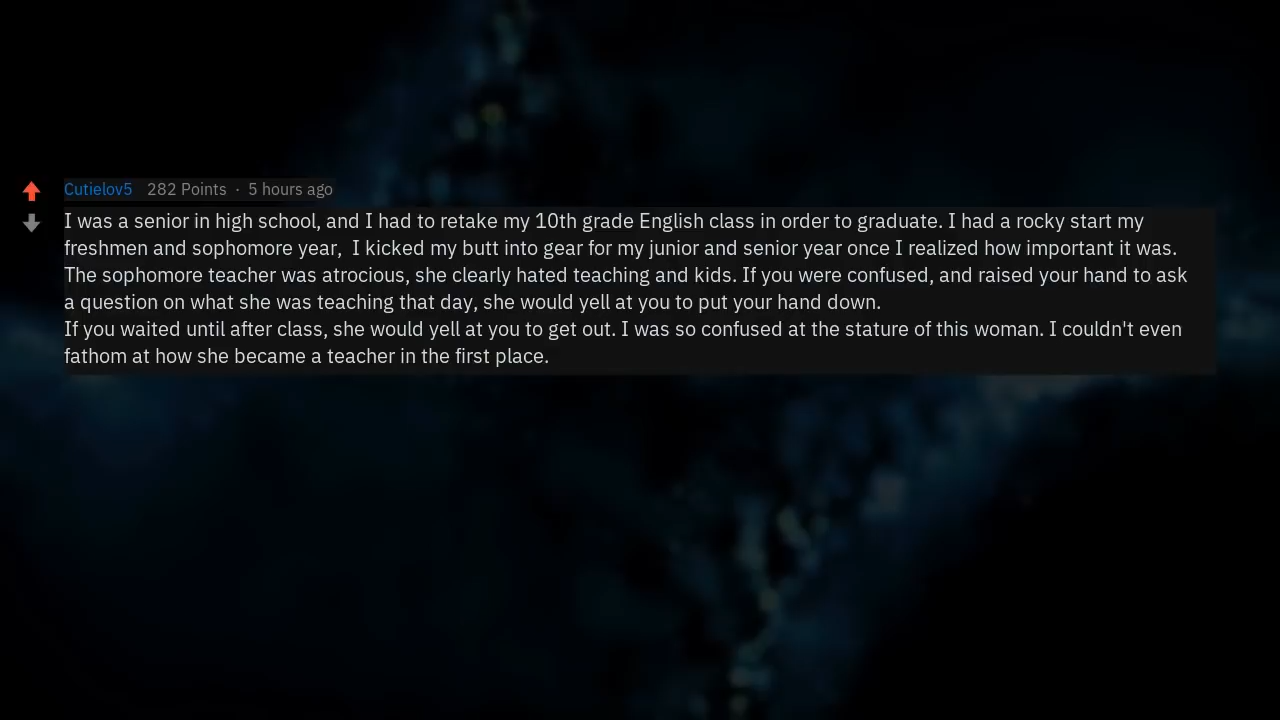 Cutielov5 282 Points · 5 hours ago
I was a senior in high school, and I had to retake my 10th grade English class in order to graduate. I had a rocky start my
freshmen and sophomore year,  I kicked my butt into gear for my junior and senior year once I realized how important it was.
The sophomore teacher was atrocious, she clearly hated teaching and kids. If you were confused, and raised your hand to ask
a question on what she was teaching that day, she would yell at you to put your hand down.
If you waited until after class, she would yell at you to get out. I was so confused at the stature of this woman. I couldn't even
fathom at how she became a teacher in the first place.